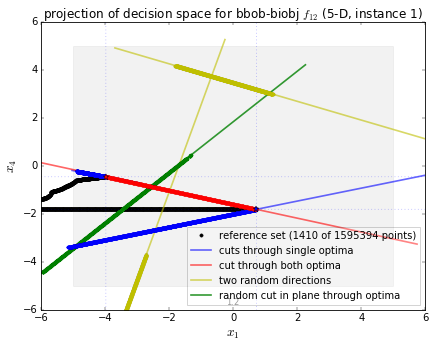 projection of decision space for bbob-biobj f12 (5-D, instance 1)
6
4
2
0
−2
−4
−6
x4
−6
−4
−2
0
2
4
6
x1
reference set (1410 of 1595394 points)
cuts through single optima
cut through both optima
two random directions
random cut in plane through optima